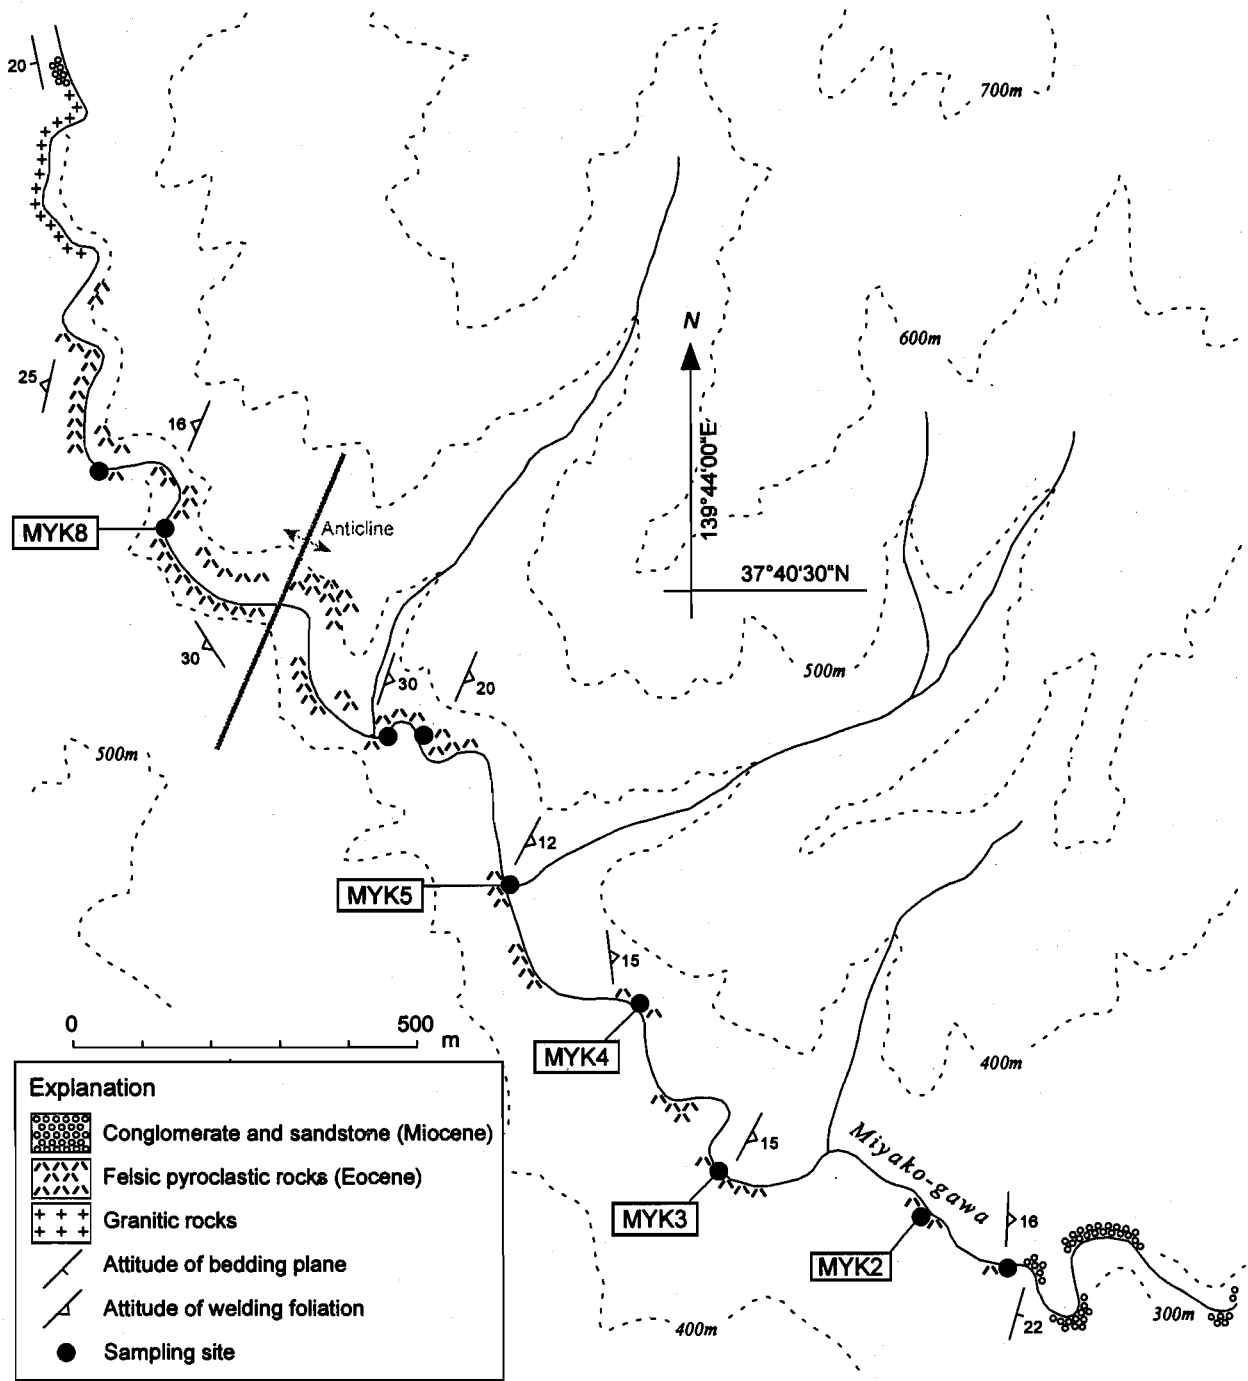 20
700m
N
600m
25
16
139°44'00"E
MYK8
Anticline
37°40'30"N
30
30
20
500m
500m
12
MYK5
15
0 500
m
400m
MYK4
15
Miyako-gawa
MYK3
16
MYK2
22
300m
400m
Explanation
Conglomerate and sandstone (Miocene)
Felsic pyroclastic rocks (Eocene)
Granitic rocks
Attitude of bedding plane
Attitude of welding foliation
Sampling site